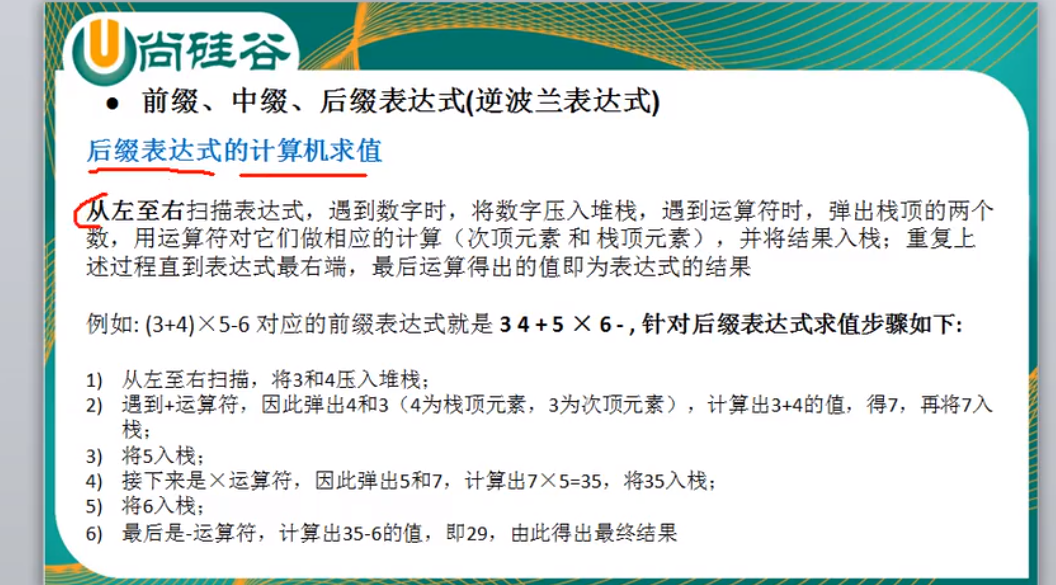 尚硅谷
● 前缀、中缀、后缀表达式(逆波兰表达式)
后缀表达式的计算机求值
从左至右扫描表达式，遇到数字时，将数字压入堆栈，遇到运算符时，弹出栈顶的两个
数，用运算符对它们做相应的计算（次顶元素 和 栈顶元素），并将结果入栈；重复上
述过程直到表达式最右端，最后运算得出的值即为表达式的结果
例如: (3+4)×5-6 对应的前缀表达式就是 3 4 + 5 × 6 - , 针对后缀表达式求值步骤如下:
1) 从左至右扫描，将3和4压入堆栈；
2) 遇到+运算符，因此弹出4和3（4为栈顶元素，3为次顶元素），计算出3+4的值，得7，再将7入
栈；
3) 将5入栈；
4) 接下来是×运算符，因此弹出5和7，计算出7×5=35，将35入栈；
5) 将6入栈；
6) 最后是-运算符，计算出35-6的值，即29，由此得出最终结果